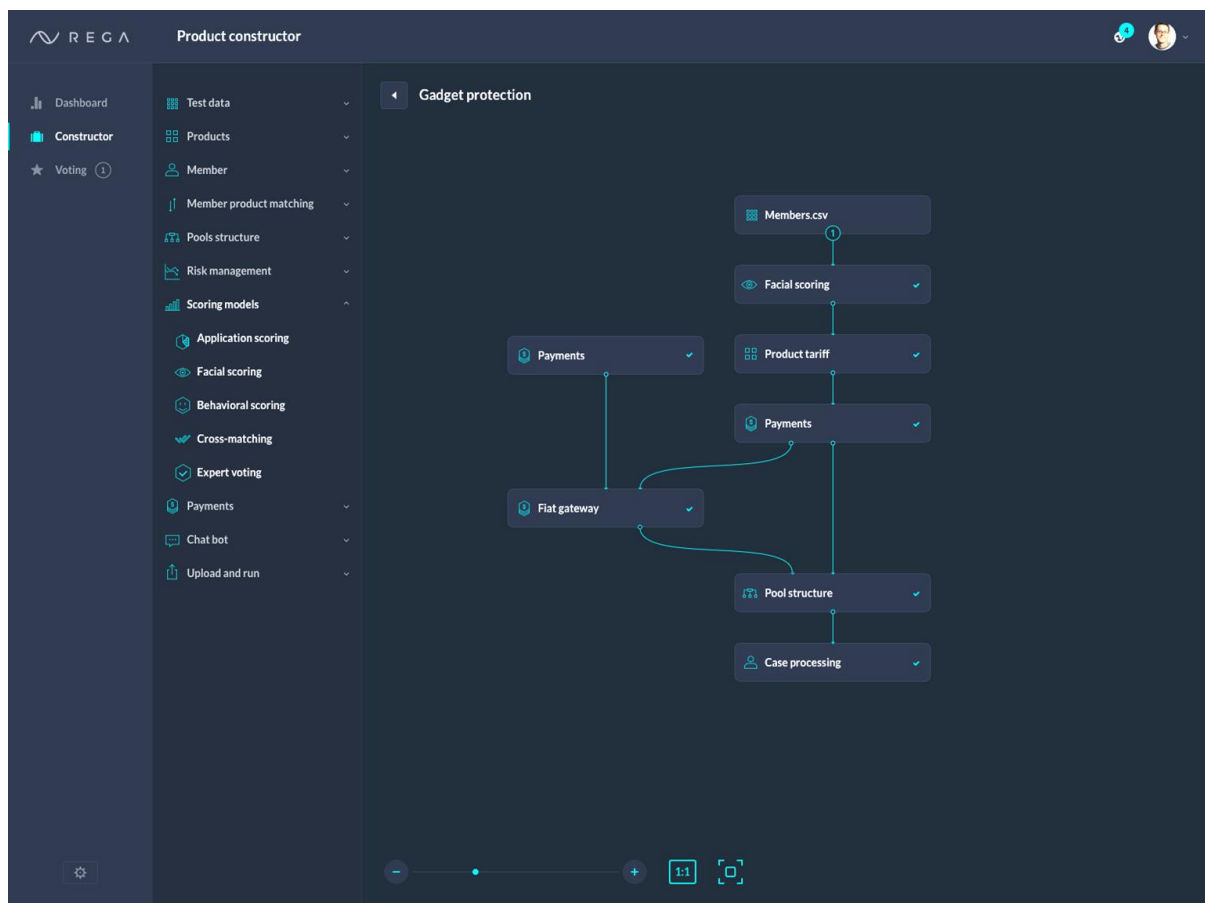 REGA
Product constructor
4
Dashboard
Constructor
Voting 1
Test data
Products
Member
Member product matching
Pools structure
Risk management
Scoring models
Application scoring
Facial scoring
Behavioral scoring
Cross-matching
Expert voting
Payments
Chat bot
Upload and run
Gadget protection
Members.csv
1
Facial scoring
Payments
Product tariff
Payments
Fiat gateway
Pool structure
Case processing
1:1